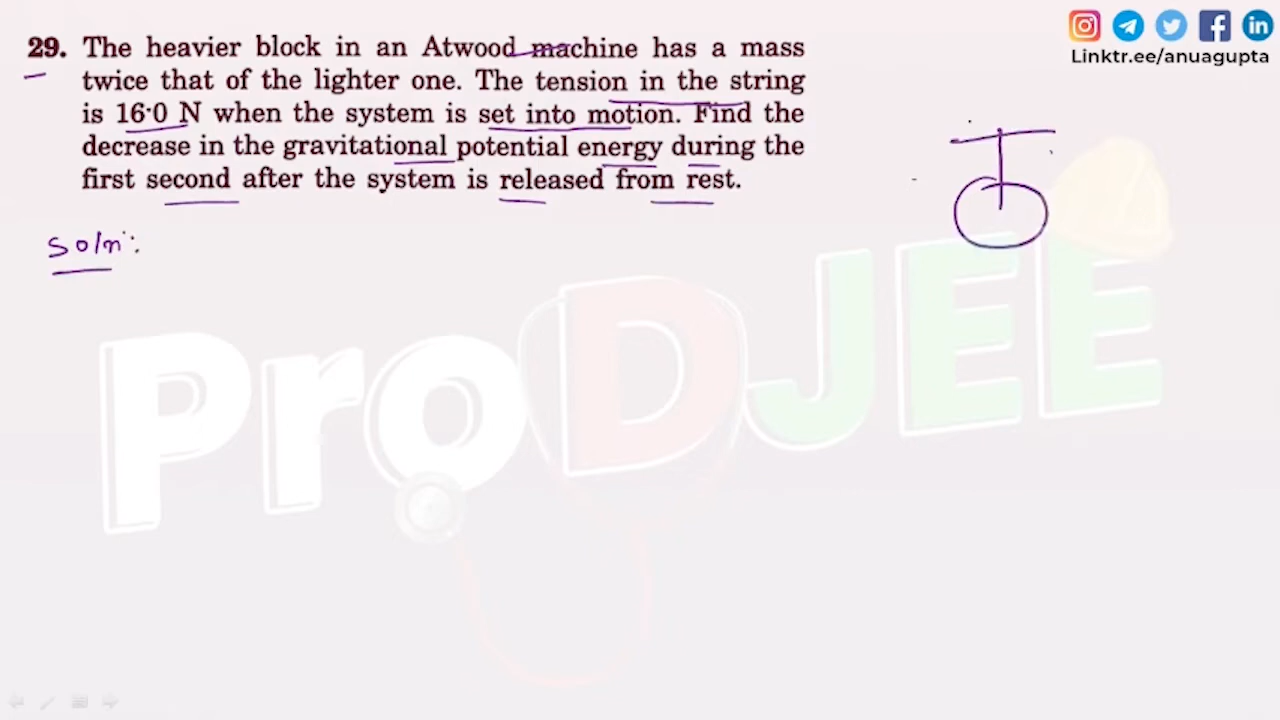 Linktr.ee/anuagupta
29. The heavier block in an Atwood machine has a mass
twice that of the lighter one. The tension in the string
is 16·0 N when the system is set into motion. Find the
decrease in the gravitational potential energy during the
first second after the system is released from rest.
Soln:
ProDJEE